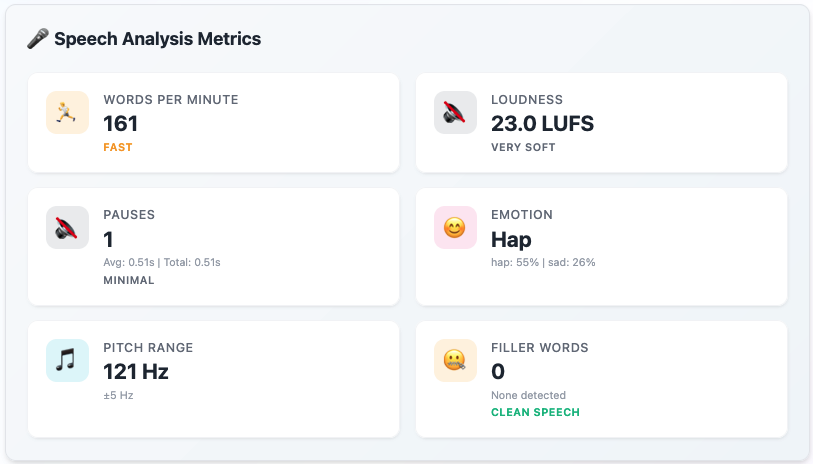 🎤 Speech Analysis Metrics
WORDS PER MINUTE
161
FAST
LOUDNESS
23.0 LUFS
VERY SOFT
PAUSES
1
Avg: 0.51s | Total: 0.51s
MINIMAL
EMOTION
Hap
hap: 55% | sad: 26%
PITCH RANGE
121 Hz
±5 Hz
FILLER WORDS
0
None detected
CLEAN SPEECH